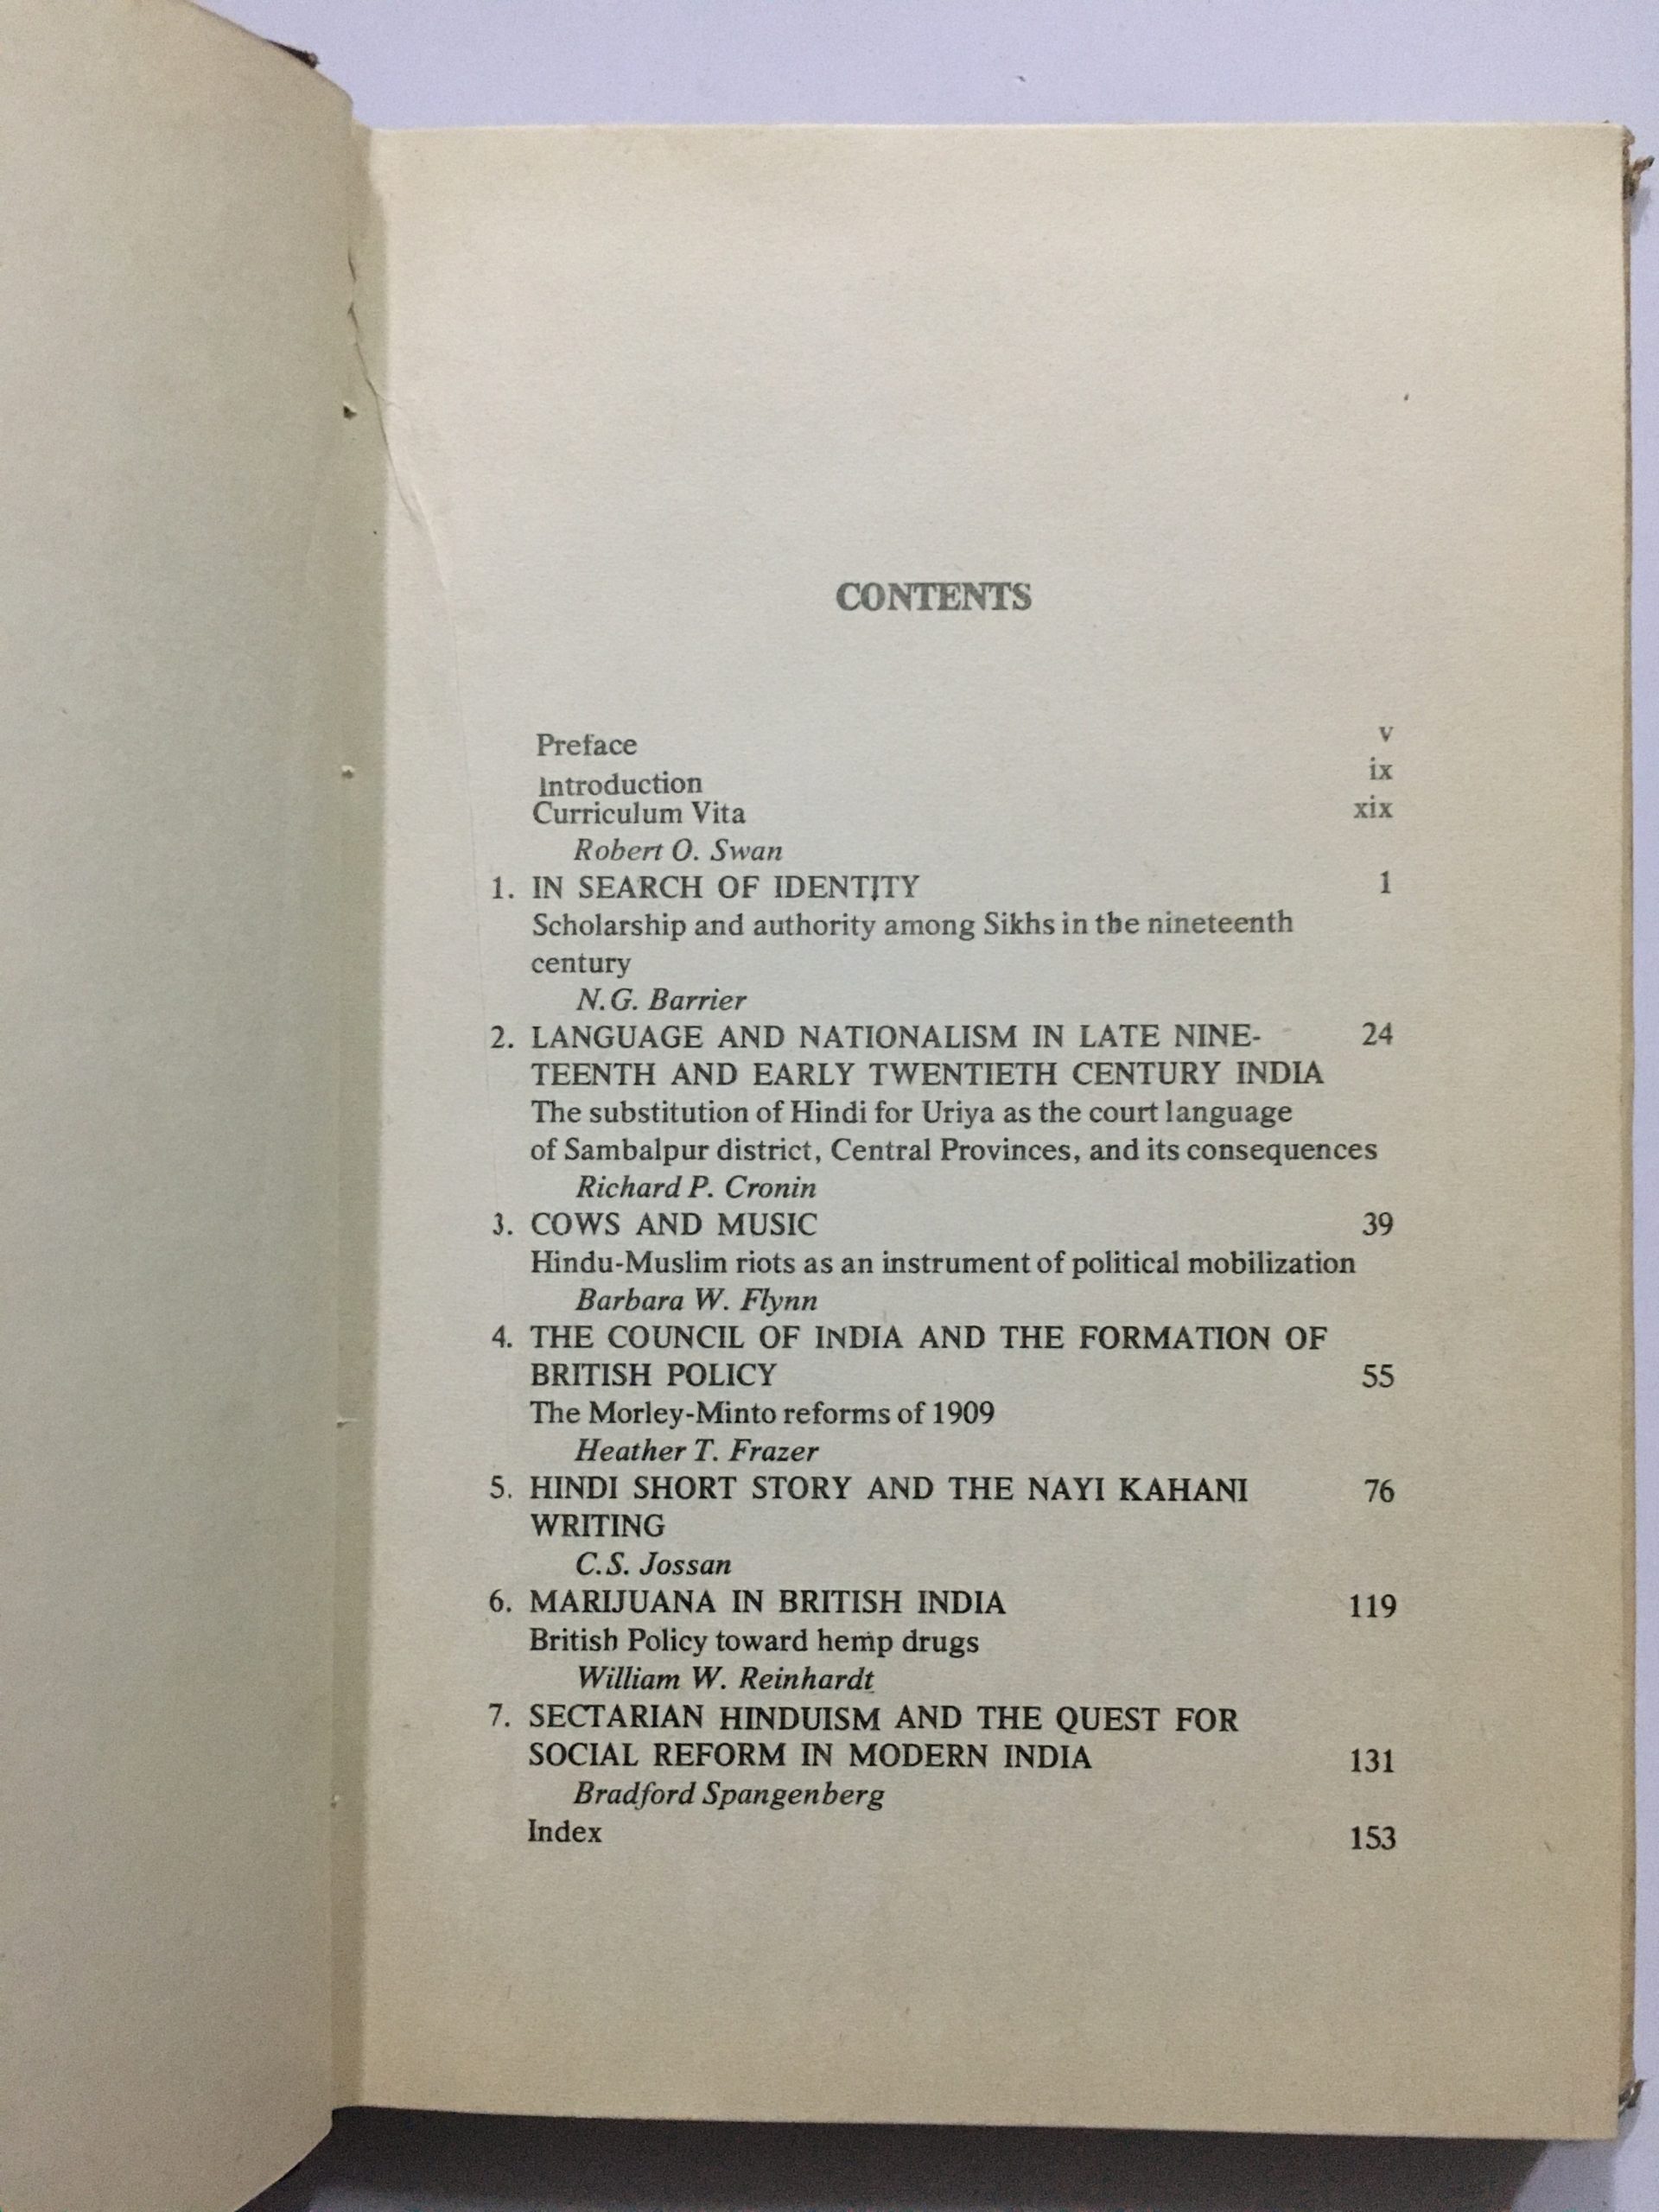 CONTENTS
Preface v
Introduction ix
Curriculum Vita xix
Robert O. Swan
1. IN SEARCH OF IDENTITY 1
Scholarship and authority among Sikhs in the nineteenth
century
N.G. Barrier
2. LANGUAGE AND NATIONALISM IN LATE NINE- 24
TEENTH AND EARLY TWENTIETH CENTURY INDIA
The substitution of Hindi for Uriya as the court language
of Sambalpur district, Central Provinces, and its consequences
Richard P. Cronin
3. COWS AND MUSIC 39
Hindu-Muslim riots as an instrument of political mobilization
Barbara W. Flynn
4. THE COUNCIL OF INDIA AND THE FORMATION OF
BRITISH POLICY 55
The Morley-Minto reforms of 1909
Heather T. Frazer
5. HINDI SHORT STORY AND THE NAYI KAHANI 76
WRITING
C.S. Jossan
6. MARIJUANA IN BRITISH INDIA 119
British Policy toward hemp drugs
William W. Reinhardt
7. SECTARIAN HINDUISM AND THE QUEST FOR
SOCIAL REFORM IN MODERN INDIA 131
Bradford Spangenberg
Index 153